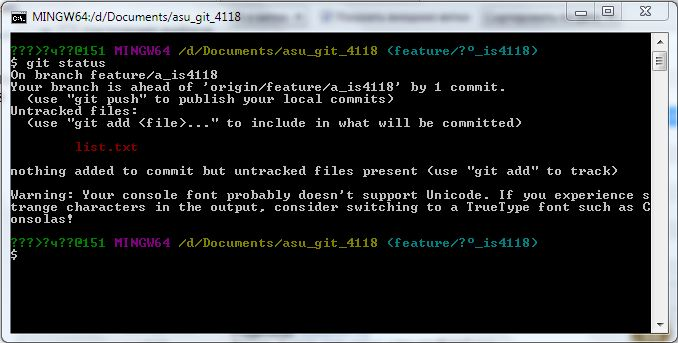 MINGW64:/d/Documents/asu_git_4118
???>?ч??@151 MINGW64 /d/Documents/asu_git_4118 (feature/?º_is4118)
$ git status
On branch feature/a_is4118
Your branch is ahead of 'origin/feature/a_is4118' by 1 commit.
(use "git push" to publish your local commits)
Untracked files:
(use "git add <file>..." to include in what will be committed)
list.txt
nothing added to commit but untracked files present (use "git add" to track)
Warning: Your console font probably doesn't support Unicode. If you experience s
trange characters in the output, consider switching to a TrueType font such as C
onsolas!
???>?ч??@151 MINGW64 /d/Documents/asu_git_4118 (feature/?º_is4118)
$